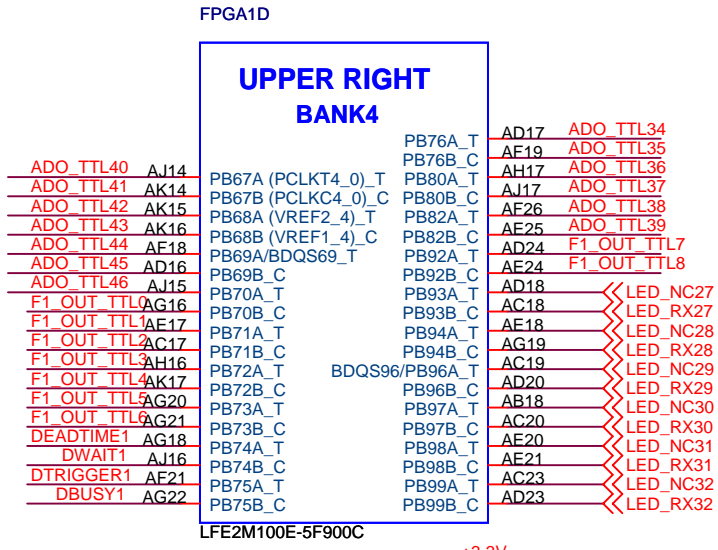 FPGA1D
UPPER RIGHT
BANK4
ADO_TTL40 AJ14 PB67A (PCLKT4_0)_T
ADO_TTL41 AK14 PB67B (PCLKC4_0)_C
ADO_TTL42 AK15 PB68A (VREF2_4)_T
ADO_TTL43 AK16 PB68B (VREF1_4)_C
ADO_TTL44 AF18 PB69A/BDQS69_T
ADO_TTL45 AD16 PB69B_C
ADO_TTL46 AJ15 PB70A_T
F1_OUT_TTL0 AG16 PB70B_C
F1_OUT_TTL1 AE17 PB71A_T
F1_OUT_TTL2 AC17 PB71B_C
F1_OUT_TTL3 AH16 PB72A_T
F1_OUT_TTL4 AK17 PB72B_C
F1_OUT_TTL5 AG20 PB73A_T
F1_OUT_TTL6 AG21 PB73B_C
DEADTIME1 AG18 PB74A_T
DWAIT1 AJ16 PB74B_C
DTRIGGER1 AF21 PB75A_T
DBUSY1 AG22 PB75B_C
PB76A_T AD17 ADO_TTL34
PB76B_C AF19 ADO_TTL35
PB80A_T AH17 ADO_TTL36
PB80B_C AJ17 ADO_TTL37
PB82A_T AF26 ADO_TTL38
PB82B_C AE25 ADO_TTL39
PB92A_T AD24 F1_OUT_TTL7
PB92B_C AE24 F1_OUT_TTL8
PB93A_T AD18 LED_NC27
PB93B_C AC18 LED_RX27
PB94A_T AE18 LED_NC28
PB94B_C AG19 LED_RX28
BDQS96/PB96A_T AC19 LED_NC29
PB96B_C AD20 LED_RX29
PB97A_T AB18 LED_NC30
PB97B_C AC20 LED_RX30
PB98A_T AE20 LED_NC31
PB98B_C AE21 LED_RX31
PB99A_T AC23 LED_NC32
PB99B_C AD23 LED_RX32
LFE2M100E-5F900C